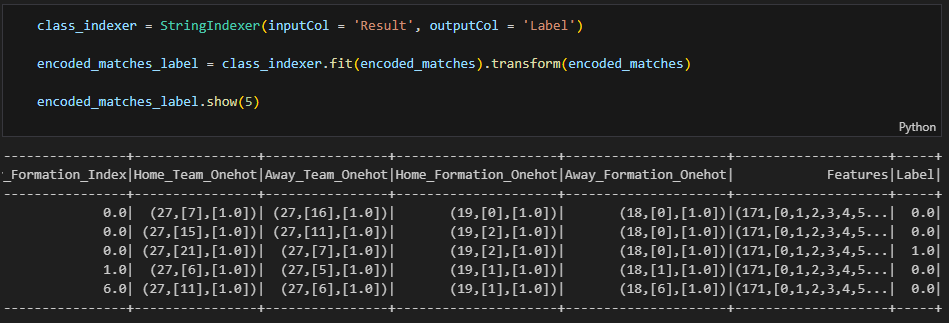 class_indexer = StringIndexer(inputCol = 'Result', outputCol = 'Label')
encoded_matches_label = class_indexer.fit(encoded_matches).transform(encoded_matches)
encoded_matches_label.show(5)
Python
----------------+----------------+----------------+---------------------+---------------------+--------------------+-----+
_Formation_Index|Home_Team_Onehot|Away_Team_Onehot|Home_Formation_Onehot|Away_Formation_Onehot|            Features|Label|
----------------+----------------+----------------+---------------------+---------------------+--------------------+-----+
             0.0|  (27,[7],[1.0])| (27,[16],[1.0])|       (19,[0],[1.0])|       (18,[0],[1.0])|(171,[0,1,2,3,4,5...|  0.0|
             0.0| (27,[15],[1.0])| (27,[11],[1.0])|       (19,[2],[1.0])|       (18,[0],[1.0])|(171,[0,1,2,3,4,5...|  0.0|
             0.0| (27,[21],[1.0])|  (27,[7],[1.0])|       (19,[2],[1.0])|       (18,[0],[1.0])|(171,[0,1,2,3,4,5...|  1.0|
             1.0|  (27,[6],[1.0])|  (27,[5],[1.0])|       (19,[1],[1.0])|       (18,[1],[1.0])|(171,[0,1,2,3,4,5...|  0.0|
             6.0| (27,[11],[1.0])|  (27,[6],[1.0])|       (19,[1],[1.0])|       (18,[6],[1.0])|(171,[0,1,2,3,4,5...|  0.0|
----------------+----------------+----------------+---------------------+---------------------+--------------------+-----+